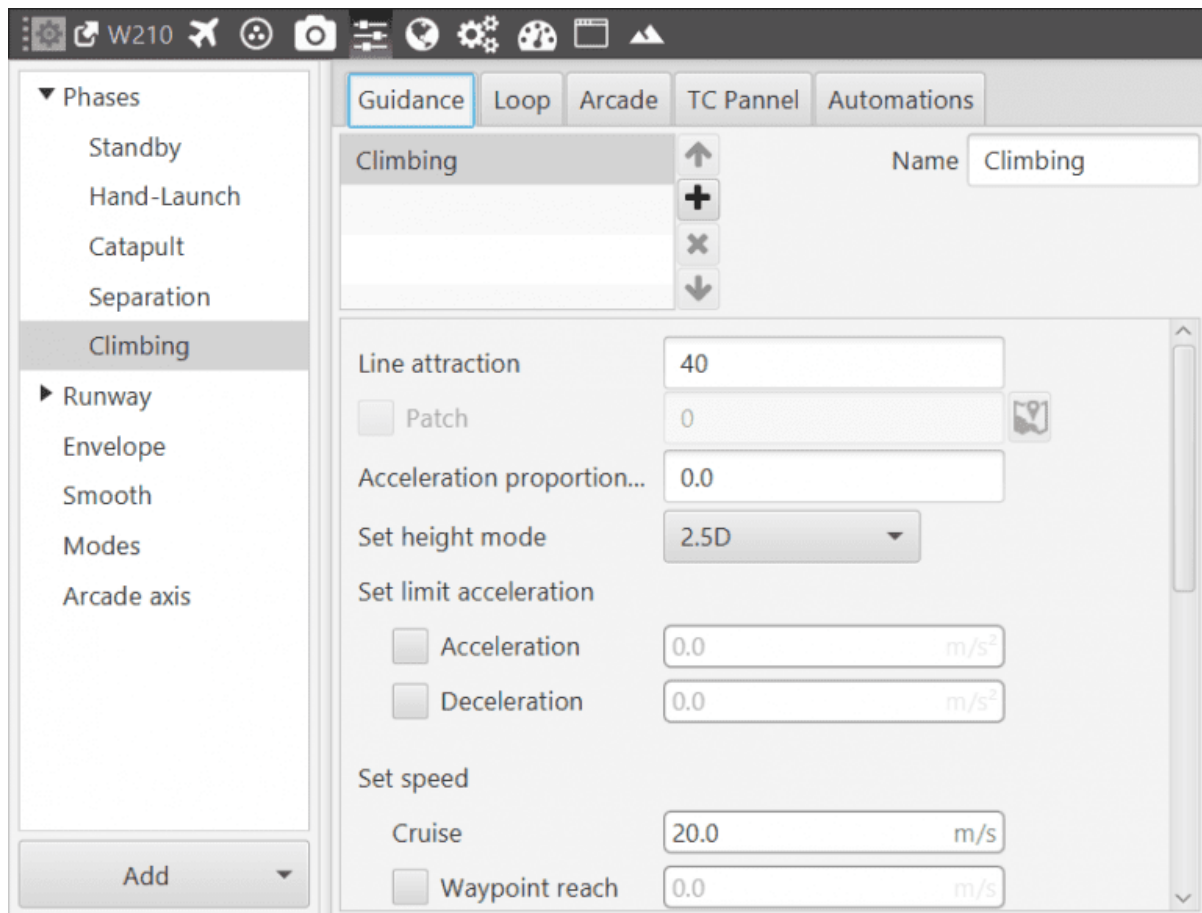 W210
Phases
Standby
Hand-Launch
Catapult
Separation
Climbing
Runway
Envelope
Smooth
Modes
Arcade axis
Add
Guidance Loop Arcade TC Pannel Automations
Climbing
Name Climbing
Line attraction 40
Patch 0
Acceleration proportion... 0.0
Set height mode 2.5D
Set limit acceleration
Acceleration 0.0 m/s²
Deceleration 0.0 m/s²
Set speed
Cruise 20.0 m/s
Waypoint reach 0.0 m/s